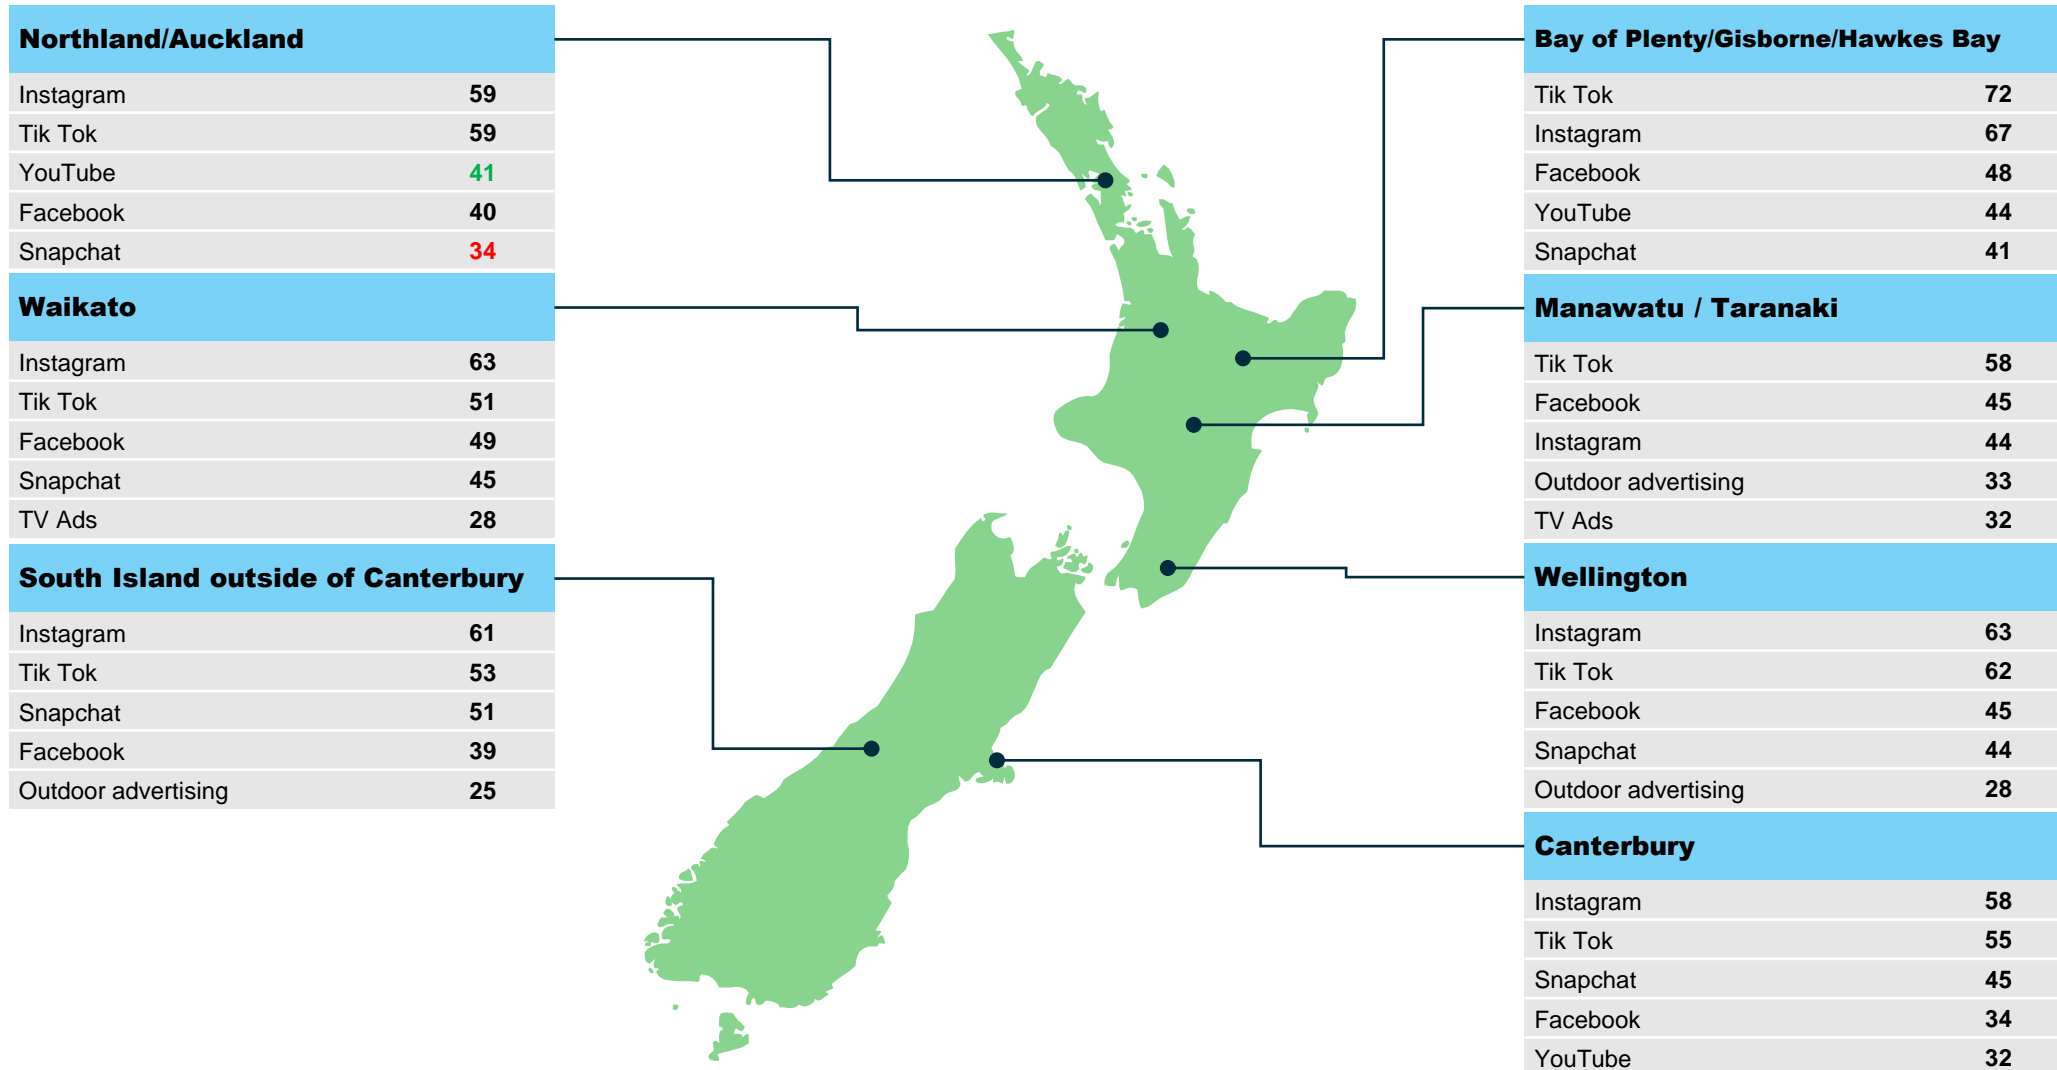 Northland/Auckland
Instagram 59
Tik Tok 59
YouTube 41
Facebook 40
Snapchat 34
Waikato
Instagram 63
Tik Tok 51
Facebook 49
Snapchat 45
TV Ads 28
South Island outside of Canterbury
Instagram 61
Tik Tok 53
Snapchat 51
Facebook 39
Outdoor advertising 25
Bay of Plenty/Gisborne/Hawkes Bay
Tik Tok 72
Instagram 67
Facebook 48
YouTube 44
Snapchat 41
Manawatu / Taranaki
Tik Tok 58
Facebook 45
Instagram 44
Outdoor advertising 33
TV Ads 32
Wellington
Instagram 63
Tik Tok 62
Facebook 45
Snapchat 44
Outdoor advertising 28
Canterbury
Instagram 58
Tik Tok 55
Snapchat 45
Facebook 34
YouTube 32